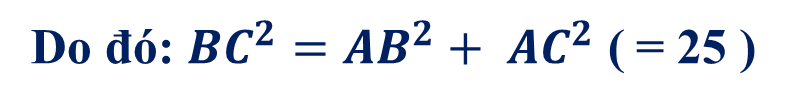 Do đó: BC² = AB² + AC² ( = 25 )